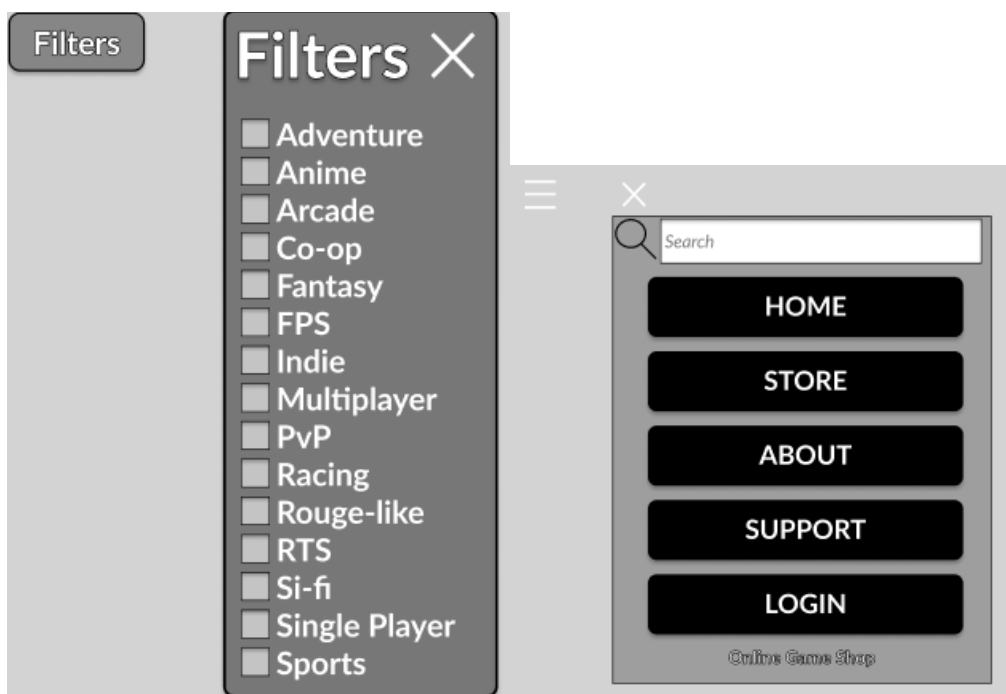 Filters
Filters
Adventure
Anime
Arcade
Co-op
Fantasy
FPS
Indie
Multiplayer
PvP
Racing
Rouge-like
RTS
Si-fi
Single Player
Sports
Search
HOME
STORE
ABOUT
SUPPORT
LOGIN
Online Game Shop